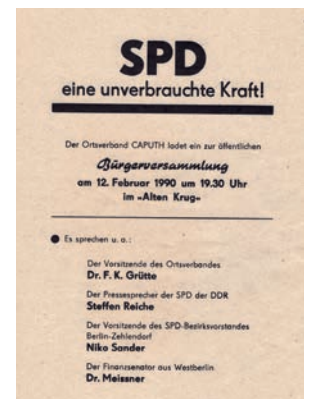 SPD
eine unverbrauchte Kraft!
Der Ortsverband CAPUTH ladet ein zur öffentlichen
Bürgerversammlung
am 12. Februar 1990 um 19.30 Uhr
im »Alten Krug«
● Es sprechen u. a.:
Der Vorsitzende des Ortsverbandes
Dr. F. K. Grütte
Der Pressesprecher der SPD der DDR
Steffen Reiche
Der Vorsitzende des SPD-Bezirksvorstandes
Berlin-Zehlendorf
Niko Sander
Der Finanzsenator aus Westberlin
Dr. Meissner